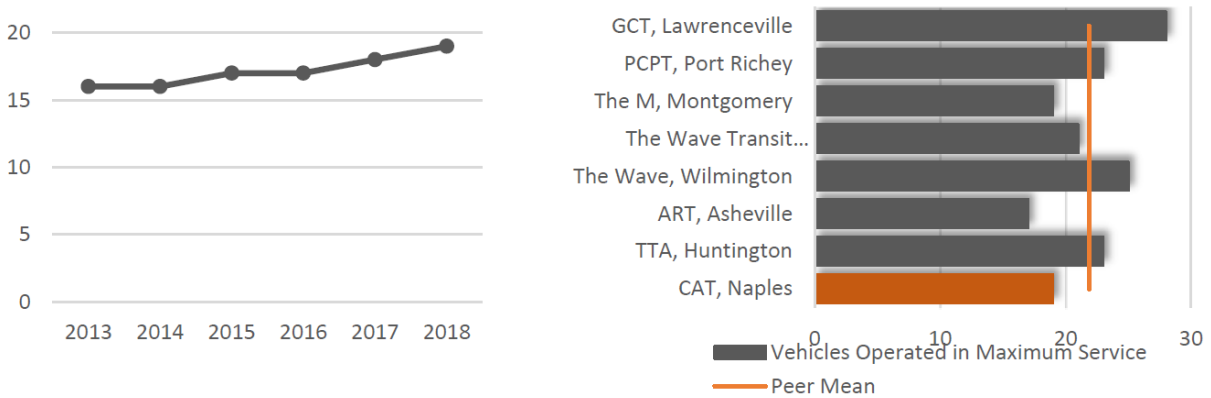 20
15
10
5
0
2013 2014 2015 2016 2017 2018
GCT, Lawrenceville
PCPT, Port Richey
The M, Montgomery
The Wave Transit...
The Wave, Wilmington
ART, Asheville
TTA, Huntington
CAT, Naples
0 10 20 30
Vehicles Operated in Maximum Service
Peer Mean